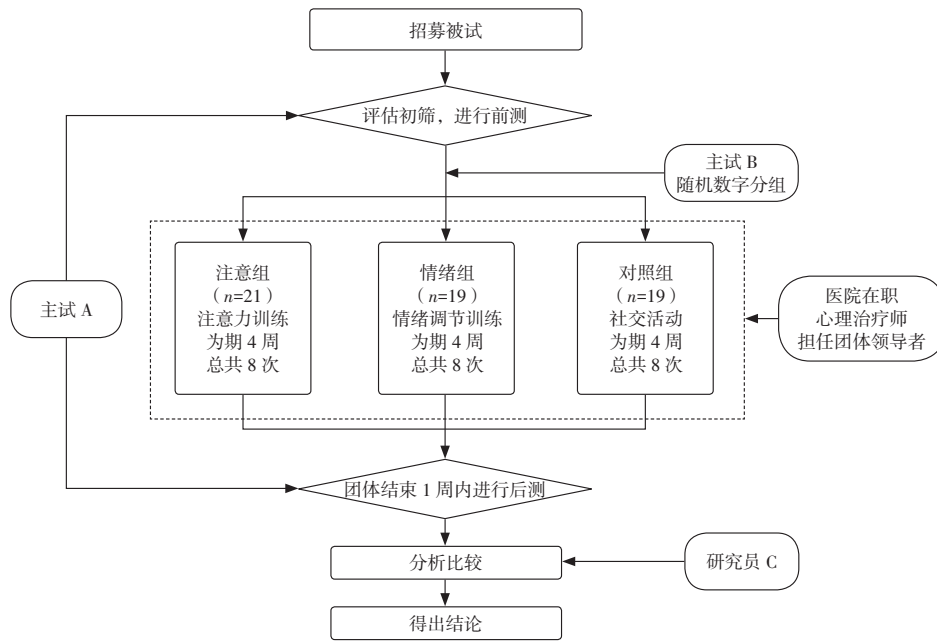 招募被试
评估初筛，进行前测
主试 B
随机数字分组
注意组
（n=21）
注意力训练
为期 4 周
总共 8 次
情绪组
（n=19）
情绪调节训练
为期 4 周
总共 8 次
对照组
（n=19）
社交活动
为期 4 周
总共 8 次
主试 A
医院在职
心理治疗师
担任团体领导者
团体结束 1 周内进行后测
分析比较
研究员 C
得出结论